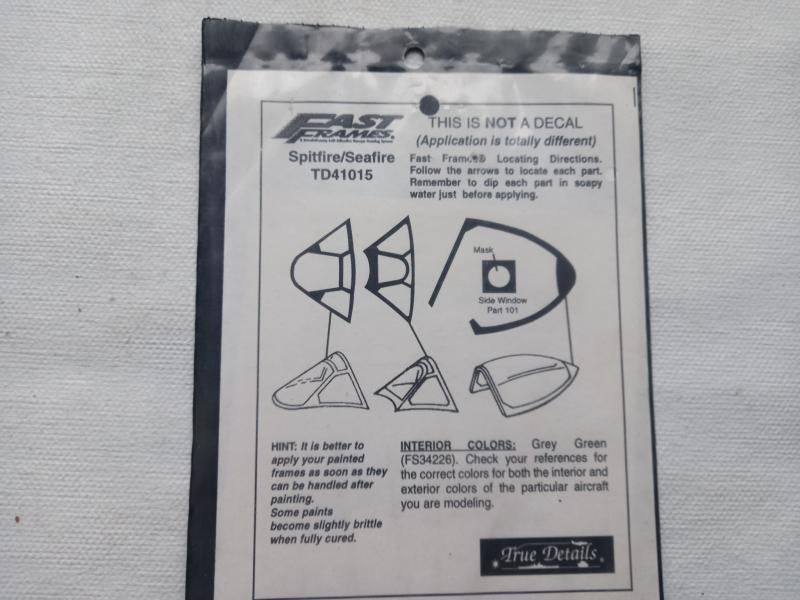 FAST
FRAMES®
THIS IS NOT A DECAL
(Application is totally different)
Spitfire/Seafire
TD41015
Fast Frames® Locating Directions.
Follow the arrows to locate each part.
Remember to dip each part in soapy
water just before applying.
Mask
Side Window
Part 101
HINT: It is better to
apply your painted
frames as soon as they
can be handled after
painting.
Some paints
become slightly brittle
when fully cured.
INTERIOR COLORS: Grey Green
(FS34226). Check your references for
the correct colors for both the interior and
exterior colors of the particular aircraft
you are modeling.
True Details